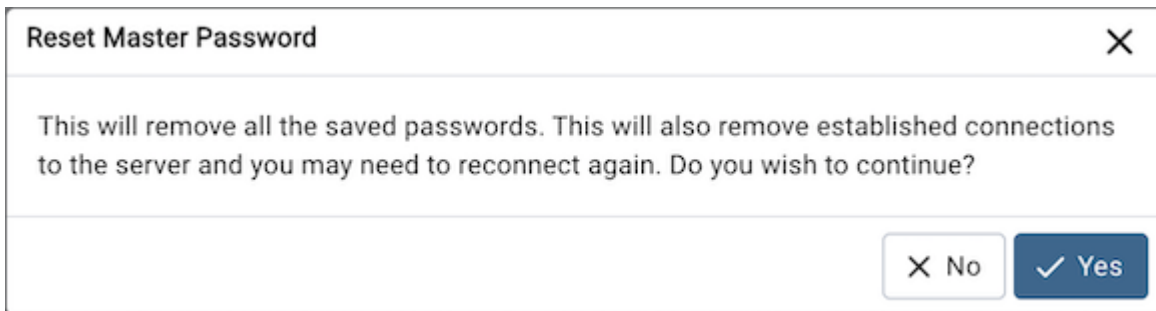 Reset Master Password
This will remove all the saved passwords. This will also remove established connections
to the server and you may need to reconnect again. Do you wish to continue?
No
Yes